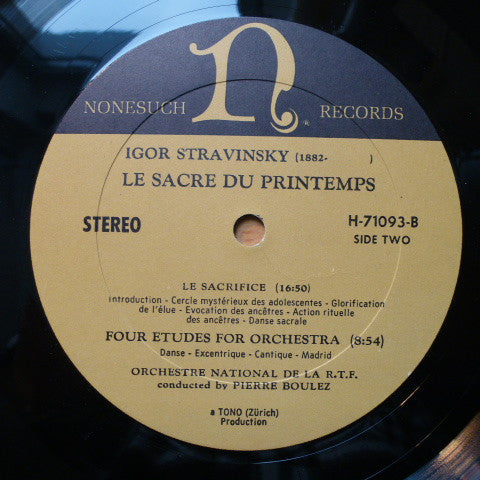 n
NONESUCH RECORDS
®
IGOR STRAVINSKY (1882- )
LE SACRE DU PRINTEMPS
STEREO
H-71093-B
SIDE TWO
LE SACRIFICE (16:50)
introduction - Cercle mystérieux des adolescentes - Glorification
de l'élue - Evocation des ancêtres - Action rituelle
des ancêtres - Danse sacrale
FOUR ETUDES FOR ORCHESTRA (8:54)
Danse - Excentrique - Cantique - Madrid
ORCHESTRE NATIONAL DE LA R.T.F.
conducted by PIERRE BOULEZ
a TONO (Zürich)
Production